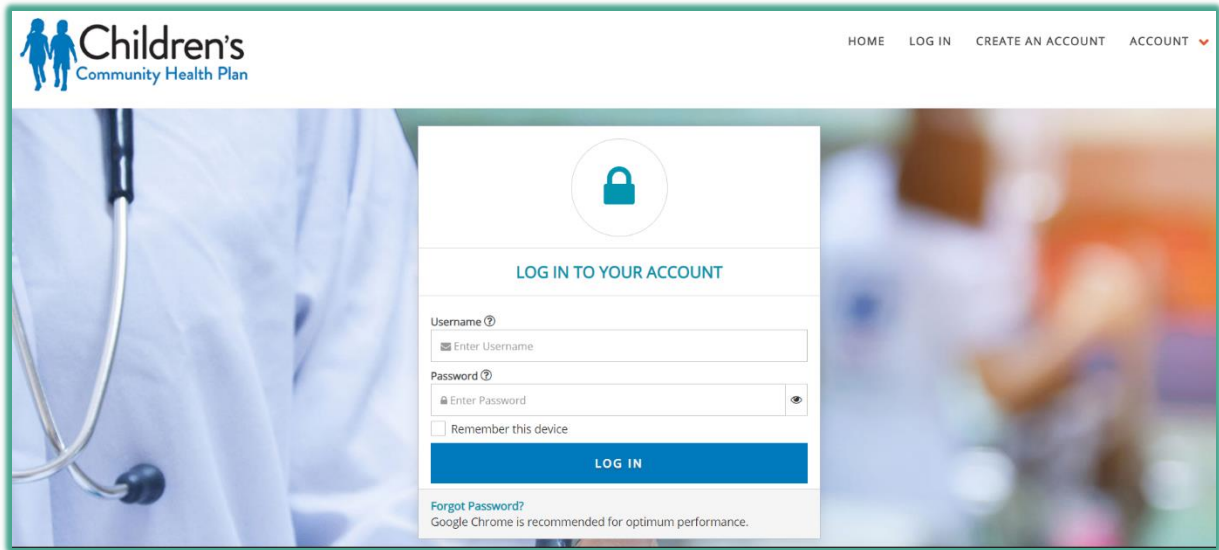 Children's
Community Health Plan
HOME LOG IN CREATE AN ACCOUNT ACCOUNT
LOG IN TO YOUR ACCOUNT
Username
Enter Username
Password
Enter Password
Remember this device
LOG IN
Forgot Password?
Google Chrome is recommended for optimum performance.